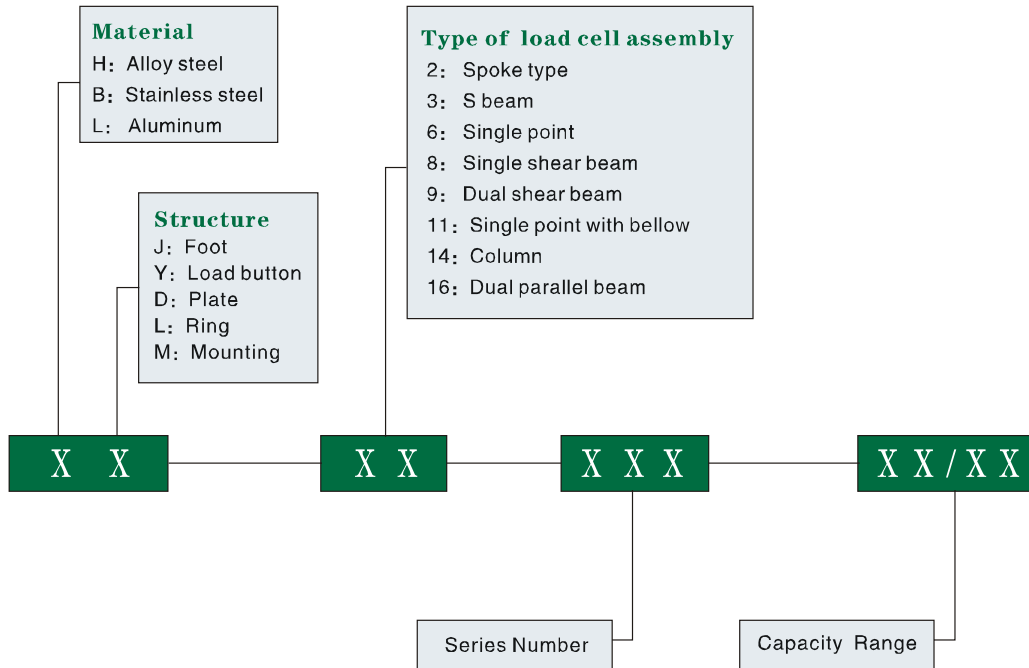 Material
H: Alloy steel
B: Stainless steel
L: Aluminum
Structure
J: Foot
Y: Load button
D: Plate
L: Ring
M: Mounting
Type of load cell assembly
2: Spoke type
3: S beam
6: Single point
8: Single shear beam
9: Dual shear beam
11: Single point with bellow
14: Column
16: Dual parallel beam
X X
X X
X X X
X X / X X
Series Number
Capacity Range